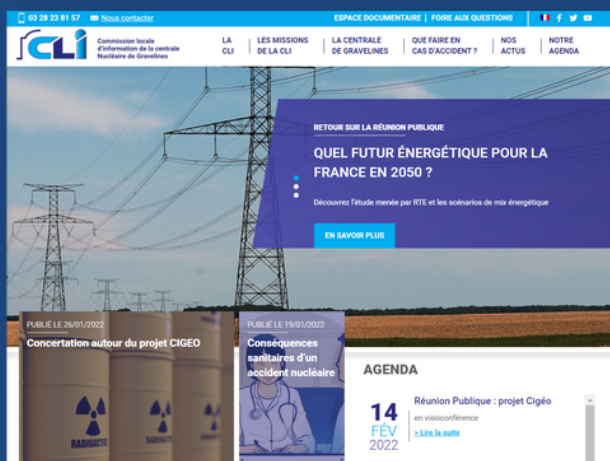 03 28 23 81 57 Nous contacter ESPACE DOCUMENTAIRE | FOIRE AUX QUESTIONS
CLI
Commission locale
d'information de la centrale
Nucléaire de Gravelines
LA
CLI
LES MISSIONS
DE LA CLI
LA CENTRALE
DE GRAVELINES
QUE FAIRE EN
CAS D'ACCIDENT ?
NOS
ACTUS
NOTRE
AGENDA
RETOUR SUR LA RÉUNION PUBLIQUE
QUEL FUTUR ÉNERGÉTIQUE POUR LA
FRANCE EN 2050 ?
Découvrez l'étude menée par RTE et les scénarios de mix énergétique
EN SAVOIR PLUS
PUBLIÉ LE 26/01/2022
Concertation autour du projet CIGEO
RADIOACTIVE
PUBLIÉ LE 19/01/2022
Conséquences
sanitaires d'un
accident nucléaire
AGENDA
14
FÉV
2022
Réunion Publique : projet Cigéo
en visioconférence
> Lire la suite